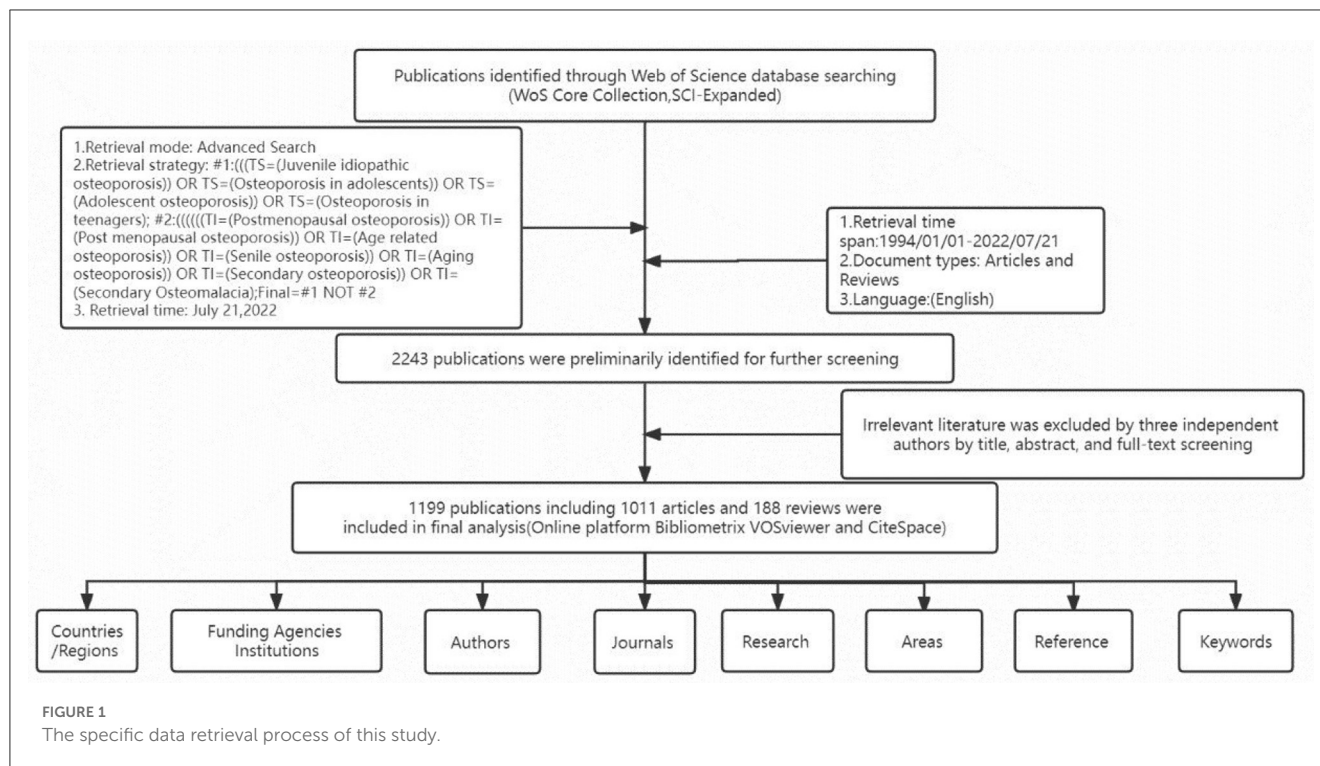 Publications identified through Web of Science database searching
(WoS Core Collection,SCI-Expanded)
1.Retrieval mode: Advanced Search
2.Retrieval strategy: #1:(((TS=(Juvenile idiopathic
osteoporosis)) OR TS=(Osteoporosis in adolescents)) OR TS=
(Adolescent osteoporosis)) OR TS=(Osteoporosis in
teenagers); #2:((((((TI=(Postmenopausal osteoporosis)) OR TI=
(Post menopausal osteoporosis)) OR TI=(Age related
osteoporosis)) OR TI=(Senile osteoporosis)) OR TI=(Aging
osteoporosis)) OR TI=(Secondary osteoporosis)) OR TI=
(Secondary Osteomalacia);Final=#1 NOT #2
3. Retrieval time: July 21,2022
1.Retrieval time
span:1994/01/01-2022/07/21
2.Document types: Articles and
Reviews
3.Language:(English)
2243 publications were preliminarily identified for further screening
Irrelevant literature was excluded by three independent
authors by title, abstract, and full-text screening
1199 publications including 1011 articles and 188 reviews were
included in final analysis(Online platform Bibliometrix VOSviewer and CiteSpace)
Countries
/Regions
Funding Agencies
Institutions
Authors
Journals
Research
Areas
Reference
Keywords
FIGURE 1
The specific data retrieval process of this study.